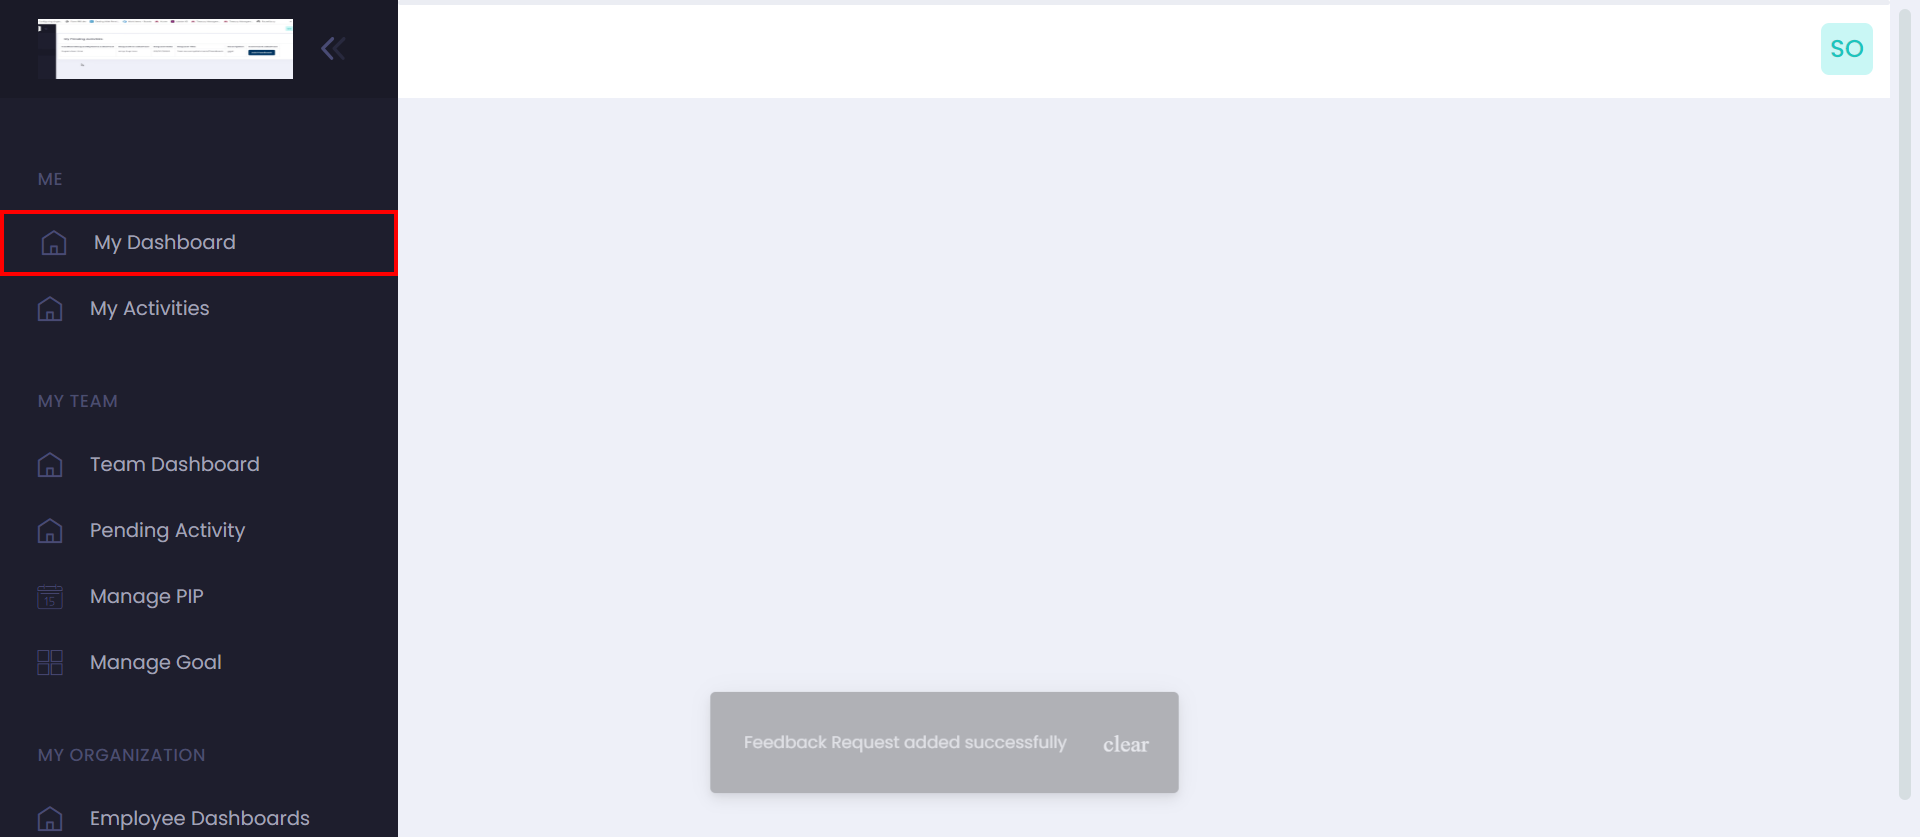 SO
ME
My Dashboard
My Activities
MY TEAM
Team Dashboard
Pending Activity
15
Manage PIP
Manage Goal
MY ORGANIZATION
Employee Dashboards
Feedback Request added successfully
clear